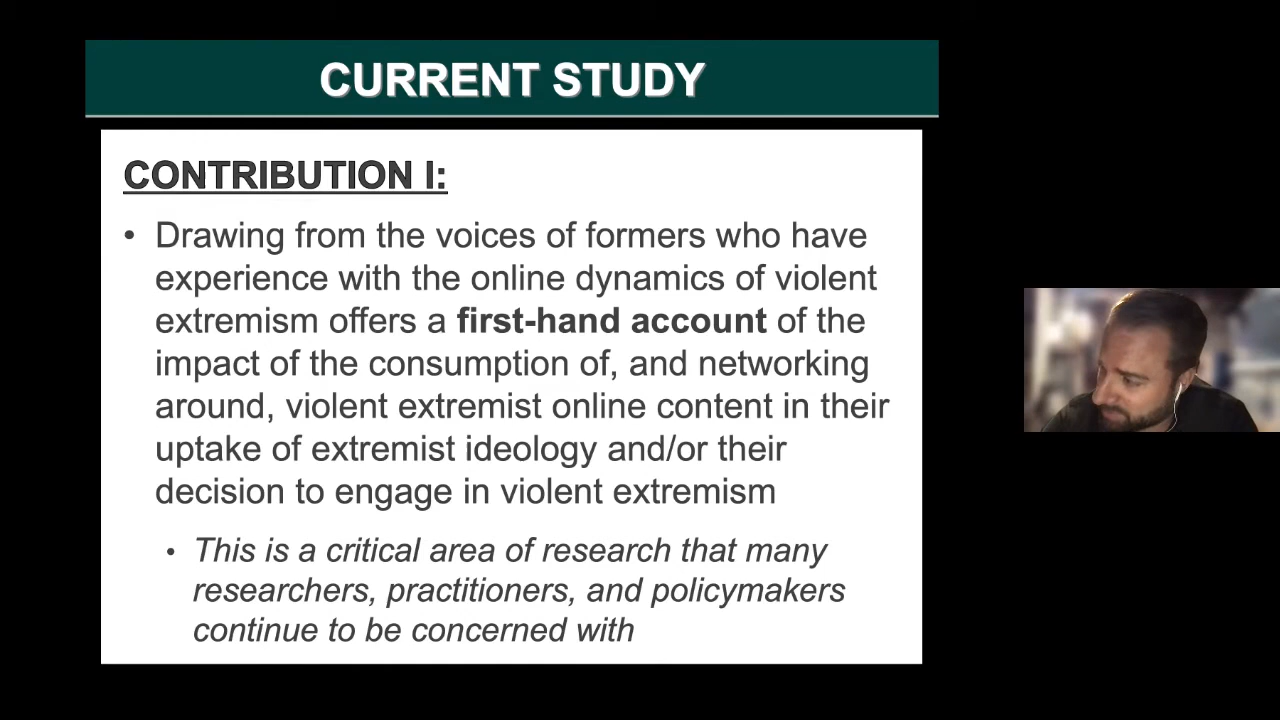 CURRENT STUDY
CONTRIBUTION I:
• Drawing from the voices of formers who have
experience with the online dynamics of violent
extremism offers a first-hand account of the
impact of the consumption of, and networking
around, violent extremist online content in their
uptake of extremist ideology and/or their
decision to engage in violent extremism
• This is a critical area of research that many
researchers, practitioners, and policymakers
continue to be concerned with